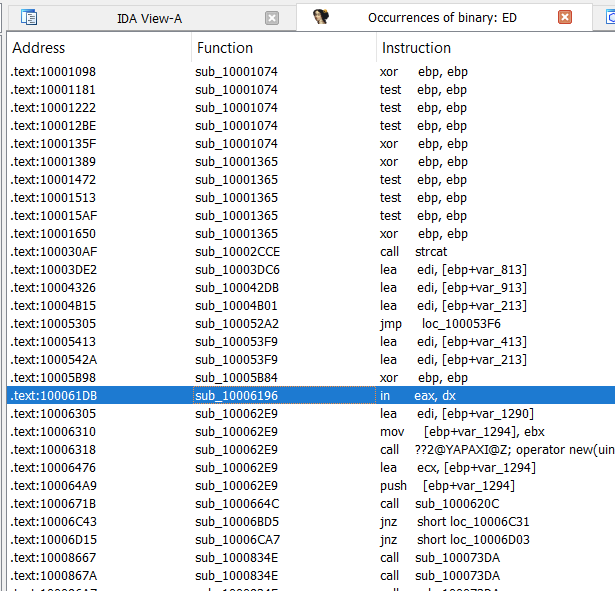 IDA View-A Occurrences of binary: ED
Address Function Instruction
.text:10001098 sub_10001074 xor ebp, ebp
.text:10001181 sub_10001074 test ebp, ebp
.text:10001222 sub_10001074 test ebp, ebp
.text:100012BE sub_10001074 test ebp, ebp
.text:1000135F sub_10001074 xor ebp, ebp
.text:10001389 sub_10001365 xor ebp, ebp
.text:10001472 sub_10001365 test ebp, ebp
.text:10001513 sub_10001365 test ebp, ebp
.text:100015AF sub_10001365 test ebp, ebp
.text:10001650 sub_10001365 xor ebp, ebp
.text:100030AF sub_10002CCE call strcat
.text:10003DE2 sub_10003DC6 lea edi, [ebp+var_813]
.text:10004326 sub_100042DB lea edi, [ebp+var_913]
.text:10004B15 sub_10004B01 lea edi, [ebp+var_213]
.text:10005305 sub_100052A2 jmp loc_100053F6
.text:10005413 sub_100053F9 lea edi, [ebp+var_413]
.text:1000542A sub_100053F9 lea edi, [ebp+var_213]
.text:10005B98 sub_10005B84 xor ebp, ebp
.text:100061DB sub_10006196 in eax, dx
.text:10006305 sub_100062E9 lea edi, [ebp+var_1290]
.text:10006310 sub_100062E9 mov [ebp+var_1294], ebx
.text:10006318 sub_100062E9 call ??2@YAPAXI@Z; operator new(uin
.text:10006476 sub_100062E9 lea ecx, [ebp+var_1294]
.text:100064A9 sub_100062E9 push [ebp+var_1294]
.text:1000671B sub_1000664C call sub_1000620C
.text:10006C43 sub_10006BD5 jnz short loc_10006C31
.text:10006D15 sub_10006CA7 jnz short loc_10006D03
.text:10008667 sub_1000834E call sub_100073DA
.text:1000867A sub_1000834E call sub_100073DA